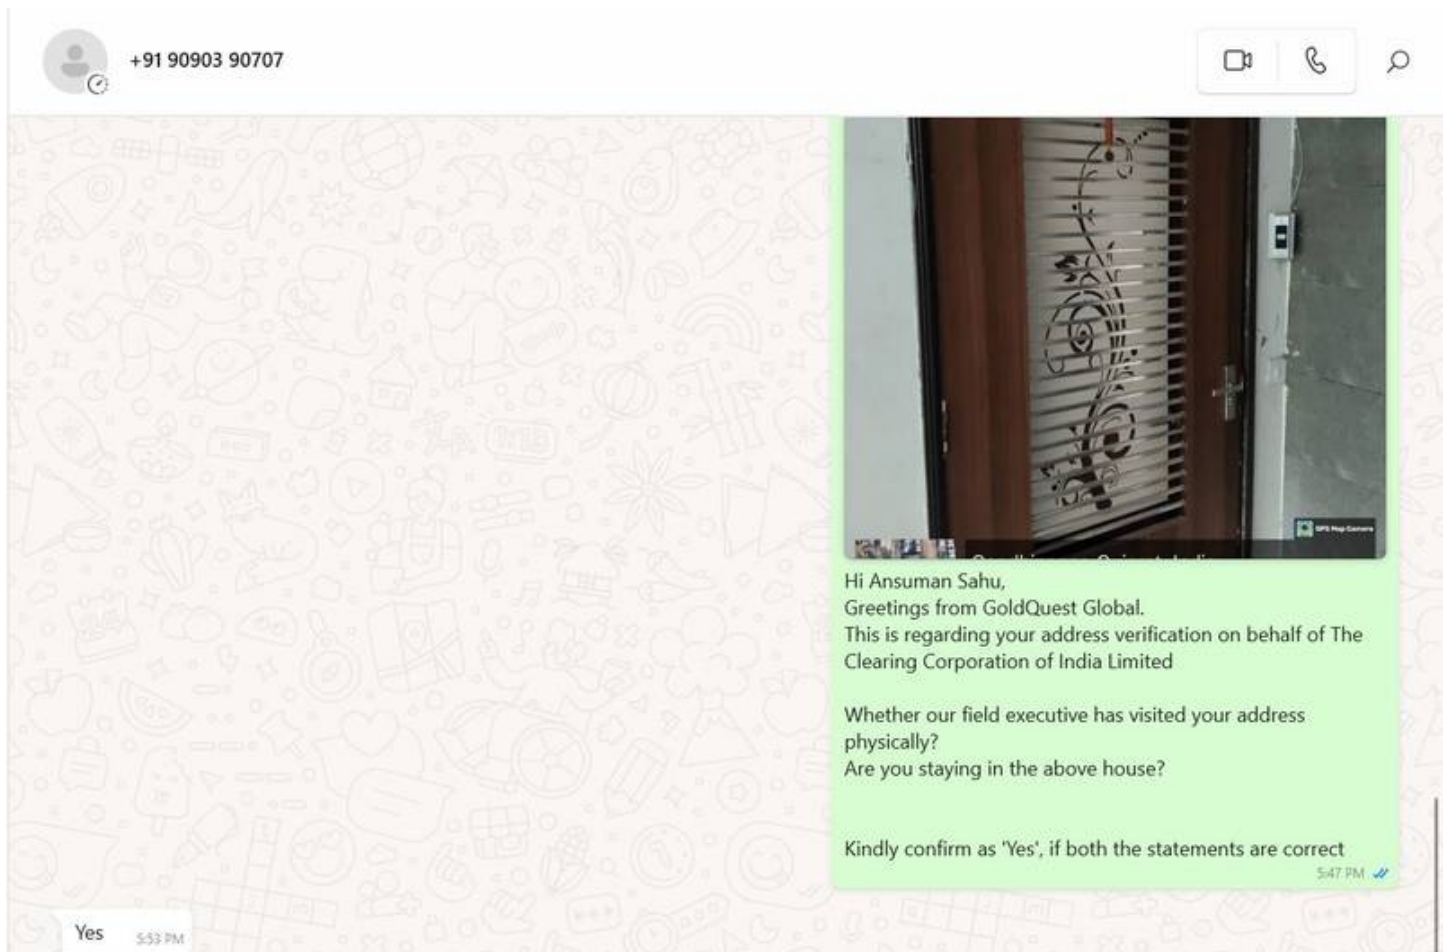 +91 90903 90707
GPS Map Camera
Hi Ansuman Sahu,
Greetings from GoldQuest Global.
This is regarding your address verification on behalf of The
Clearing Corporation of India Limited
Whether our field executive has visited your address
physically?
Are you staying in the above house?
Kindly confirm as 'Yes', if both the statements are correct
5:47 PM
Yes
5:53 PM